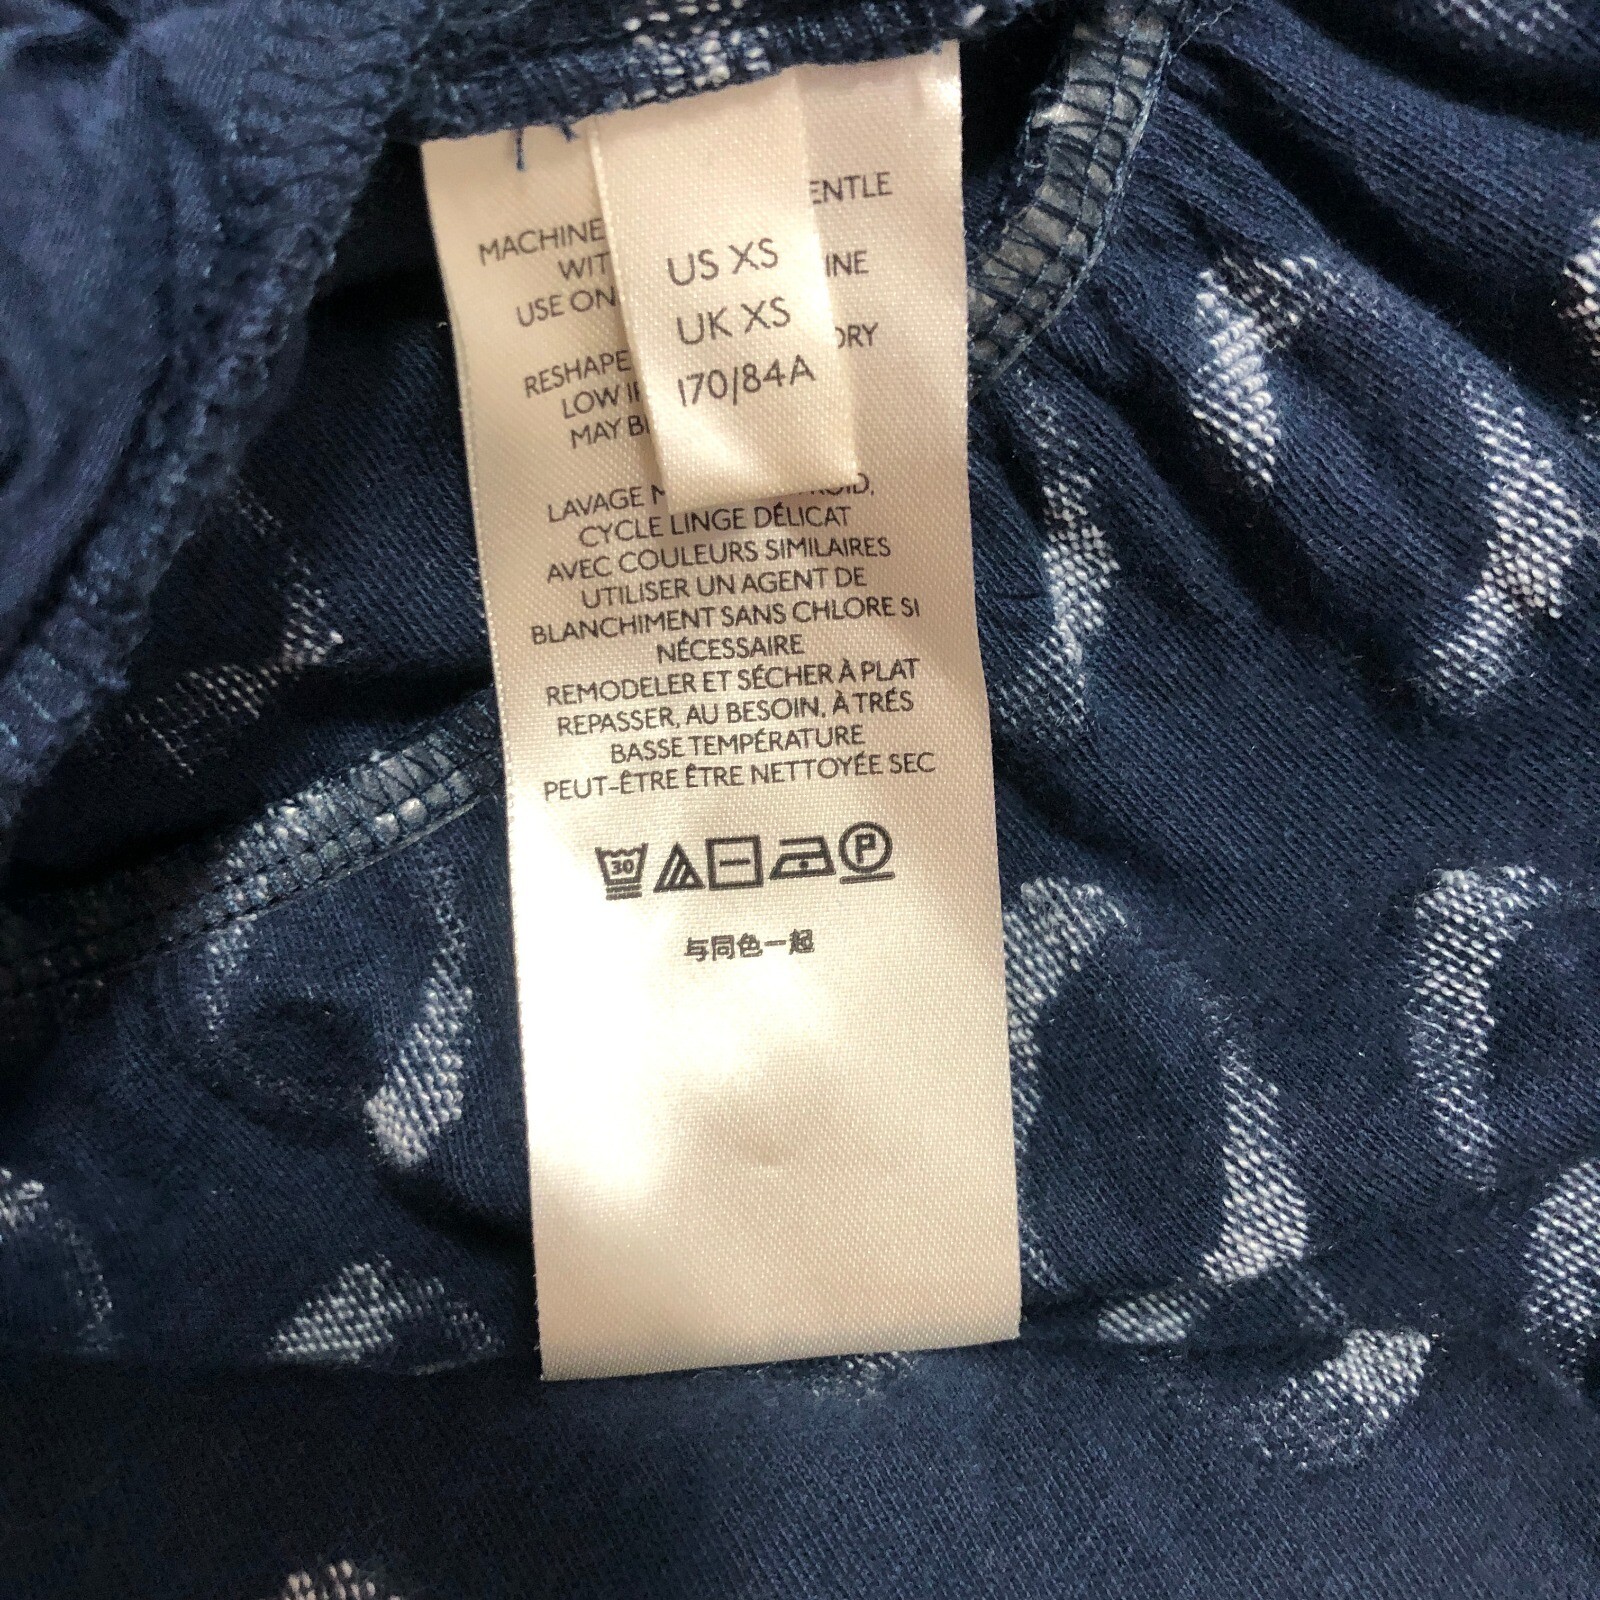 ENTLE
MACHINE
WIT INE
USE ON
US XS
UK XS
170/84A
RESHAPE DRY
LOW
MAY
LAVAGE
CYCLE LINGE DÉLICAT
AVEC COULEURS SIMILAIRES
UTILISER UN AGENT DE
BLANCHIMENT SANS CHLORE SI
NÉCESSAIRE
REMODELER ET SÉCHER À PLAT
REPASSER, AU BESOIN, À TRÉS
BASSE TEMPÉRATURE
PEUT-ÊTRE ÊTRE NETTOYÉE SEC
30 P
与同色一起